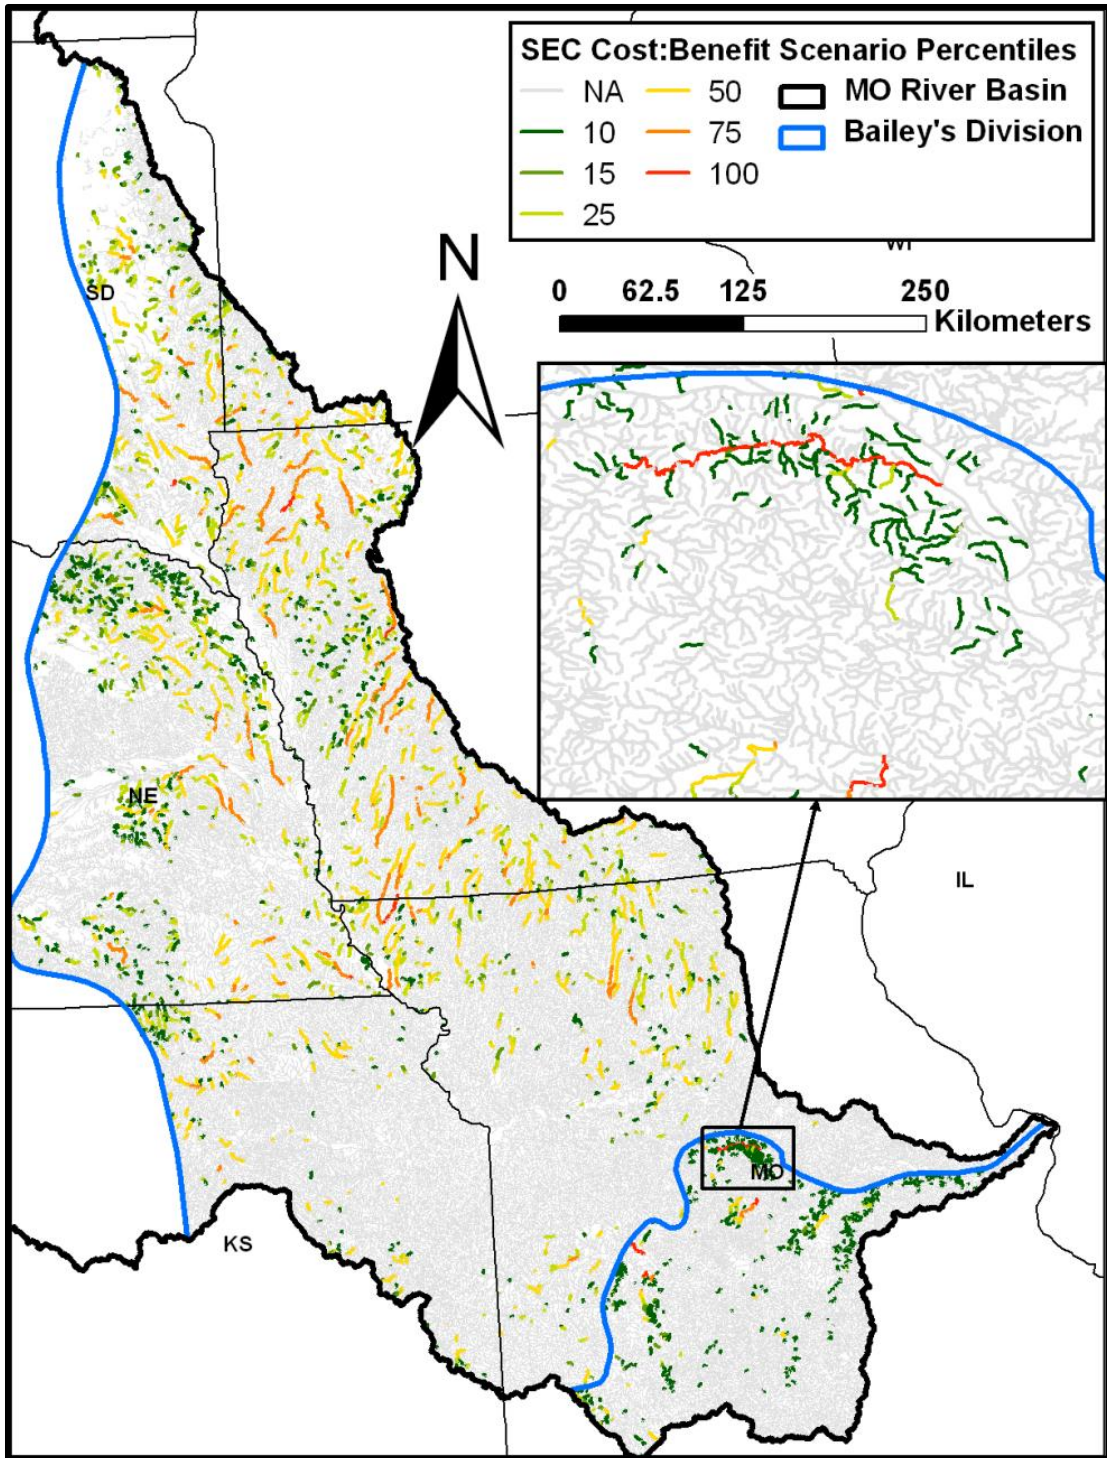 SEC Cost:Benefit Scenario Percentiles
NA 50 MO River Basin
10 75 Bailey's Division
15 100
25
WI
N
0 62.5 125 250
Kilometers
SD
NE
IL
MO
KS